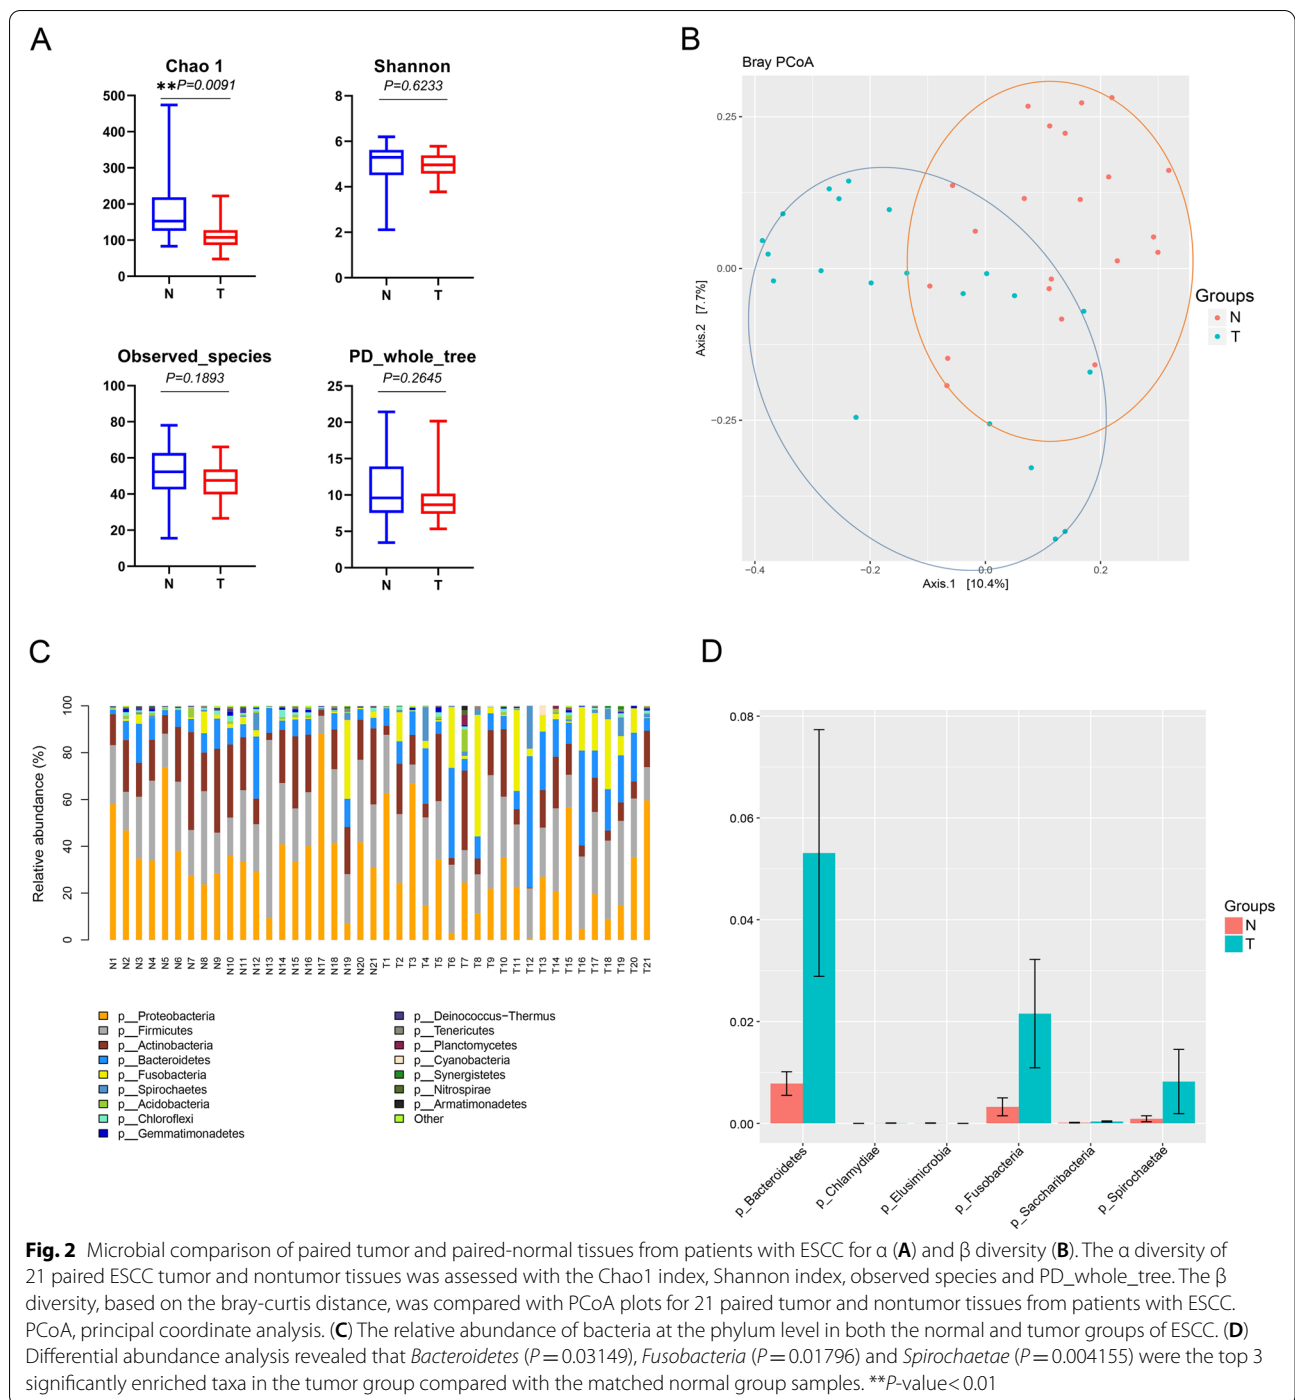 A
Chao 1
**P=0.0091
500
400
300
200
100
0
N T
Shannon
P=0.6233
8
6
4
2
0
N T
Observed_species
P=0.1893
100
80
60
40
20
0
N T
PD_whole_tree
P=0.2645
25
20
15
10
5
0
N T
B
Bray PCoA
0.25
0.00
−0.25
Axis.2 [7.7%]
−0.4 −0.2 0.0 0.2
Axis.1 [10.4%]
Groups
N
T
C
Relative abundance (%)
100
80
60
40
20
0
N1 N2 N3 N4 N5 N6 N7 N8 N9 N10 N11 N12 N13 N14 N15 N16 N17 N18 N19 N20 N21 T1 T2 T3 T4 T5 T6 T7 T8 T9 T10 T11 T12 T13 T14 T15 T16 T17 T18 T19 T20 T21
p__Proteobacteria
p__Firmicutes
p__Actinobacteria
p__Bacteroidetes
p__Fusobacteria
p__Spirochaetes
p__Acidobacteria
p__Chloroflexi
p__Gemmatimonadetes
p__Deinococcus−Thermus
p__Tenericutes
p__Planctomycetes
p__Cyanobacteria
p__Synergistetes
p__Nitrospirae
p__Armatimonadetes
Other
D
0.08
0.06
0.04
0.02
0.00
p_Bacteroidetes
p_Chlamydiae
p_Elusimicrobia
p_Fusobacteria
p_Saccharibacteria
p_Spirochaetae
Groups
N
T
Fig. 2 Microbial comparison of paired tumor and paired-normal tissues from patients with ESCC for α (A) and β diversity (B). The α diversity of
21 paired ESCC tumor and nontumor tissues was assessed with the Chao1 index, Shannon index, observed species and PD_whole_tree. The β
diversity, based on the bray-curtis distance, was compared with PCoA plots for 21 paired tumor and nontumor tissues from patients with ESCC.
PCoA, principal coordinate analysis. (C) The relative abundance of bacteria at the phylum level in both the normal and tumor groups of ESCC. (D)
Differential abundance analysis revealed that Bacteroidetes (P = 0.03149), Fusobacteria (P = 0.01796) and Spirochaetae (P = 0.004155) were the top 3
significantly enriched taxa in the tumor group compared with the matched normal group samples. **P-value< 0.01